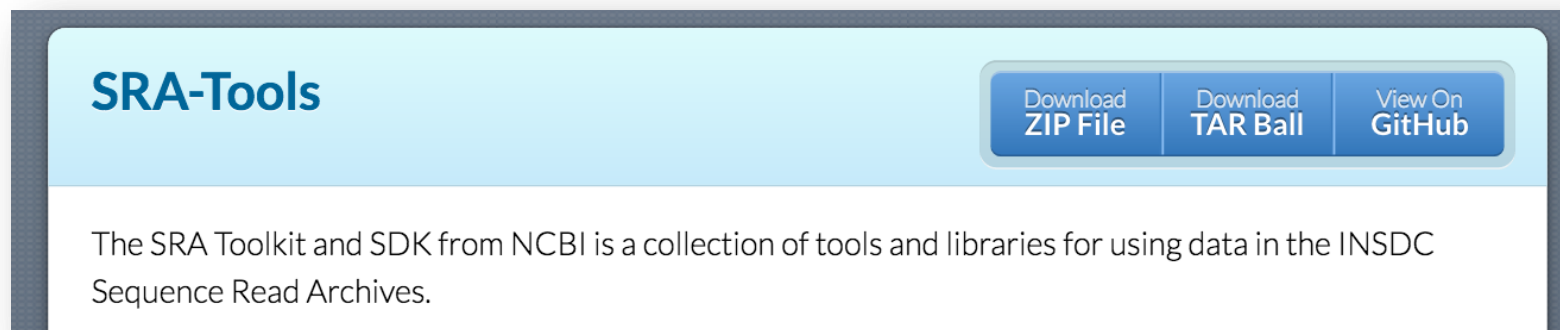 SRA-Tools
Download
ZIP File
Download
TAR Ball
View On
GitHub
The SRA Toolkit and SDK from NCBI is a collection of tools and libraries for using data in the INSDC
Sequence Read Archives.